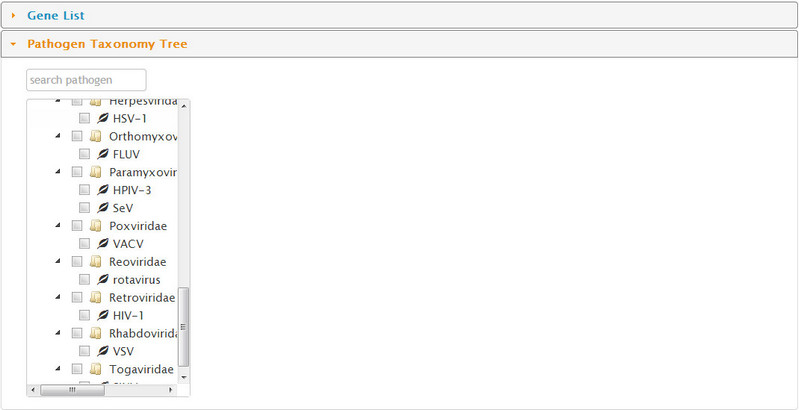 Gene List
Pathogen Taxonomy Tree
search pathogen
Herpesvirida
HSV-1
Orthomyxov
FLUV
Paramyxovir
HPIV-3
SeV
Poxviridae
VACV
Reoviridae
rotavirus
Retroviridae
HIV-1
Rhabdovirida
VSV
Togaviridae